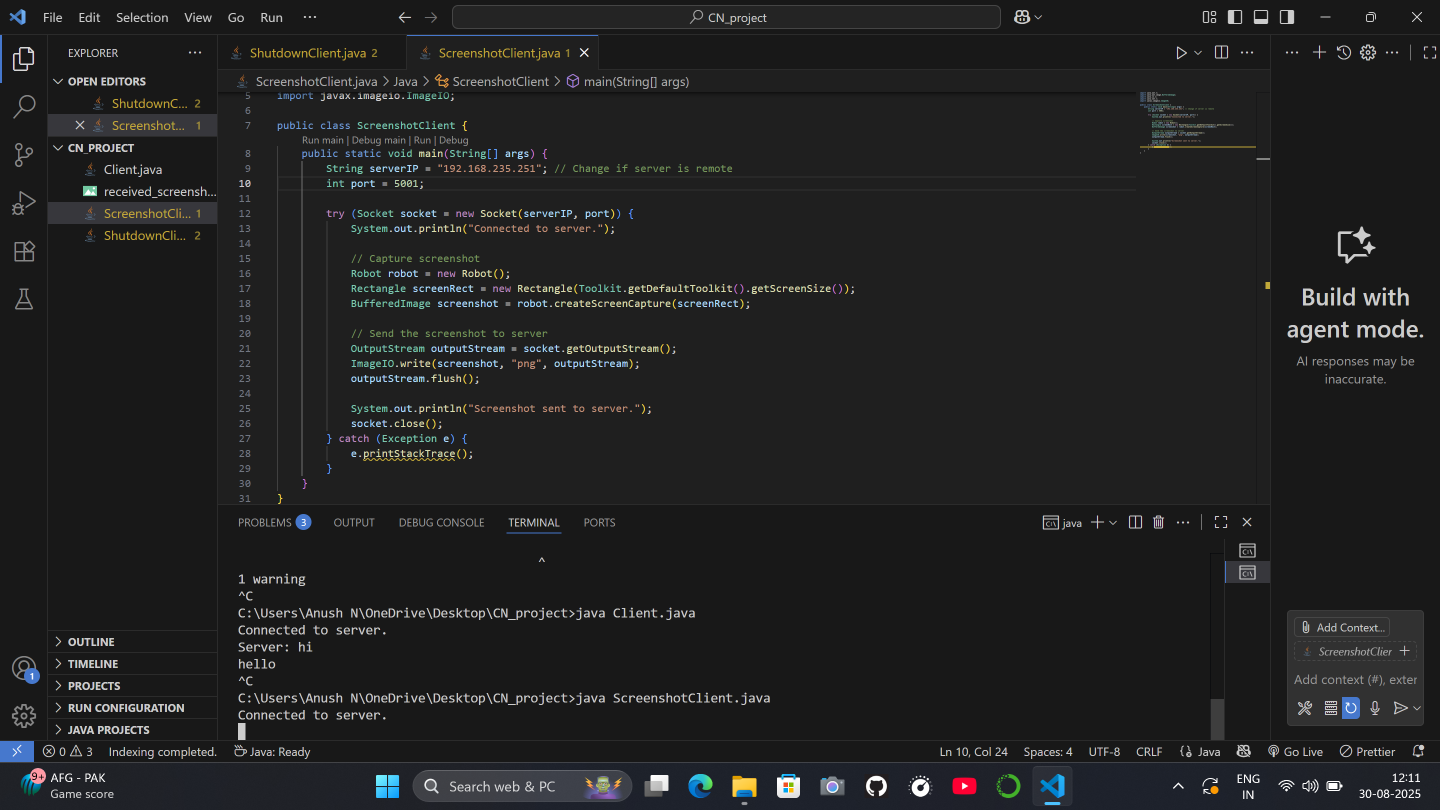 File Edit Selection View Go Run ···
CN_project
EXPLORER
OPEN EDITORS
ShutdownC... 2
Screenshot... 1
CN_PROJECT
Client.java
received_screensh...
ScreenshotCli... 1
ShutdownCli... 2
OUTLINE
TIMELINE
PROJECTS
RUN CONFIGURATION
JAVA PROJECTS
1
ShutdownClient.java 2
ScreenshotClient.java 1
ScreenshotClient.java > Java > ScreenshotClient > main(String[] args)
5 import javax.imageio.ImageIO;
6
7 public class ScreenshotClient {
Run main | Debug main | Run | Debug
8 public static void main(String[] args) {
9 String serverIP = "192.168.235.251"; // Change if server is remote
10 int port = 5001;
11
12 try (Socket socket = new Socket(serverIP, port)) {
13 System.out.println("Connected to server.");
14
15 // Capture screenshot
16 Robot robot = new Robot();
17 Rectangle screenRect = new Rectangle(Toolkit.getDefaultToolkit().getScreenSize());
18 BufferedImage screenshot = robot.createScreenCapture(screenRect);
19
20 // Send the screenshot to server
21 OutputStream outputStream = socket.getOutputStream();
22 ImageIO.write(screenshot, "png", outputStream);
23 outputStream.flush();
24
25 System.out.println("Screenshot sent to server.");
26 socket.close();
27 } catch (Exception e) {
28 e.printStackTrace();
29 }
30 }
31 }
PROBLEMS 3 OUTPUT DEBUG CONSOLE TERMINAL PORTS
java
^
1 warning
^C
C:\Users\Anush N\OneDrive\Desktop\CN_project>java Client.java
Connected to server.
Server: hi
hello
^C
C:\Users\Anush N\OneDrive\Desktop\CN_project>java ScreenshotClient.java
Connected to server.
Build with
agent mode.
AI responses may be
inaccurate.
Add Context...
ScreenshotClier
Add context (#), exter
0 3 Indexing completed. Java: Ready
Ln 10, Col 24 Spaces: 4 UTF-8 CRLF {} Java Go Live Prettier
9+
AFG - PAK
Game score
Search web & PC
ENG
IN
12:11
30-08-2025